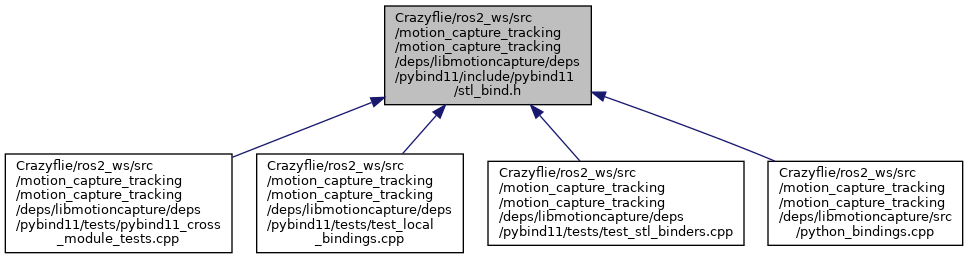 Crazyflie/ros2_ws/src
/motion_capture_tracking
/motion_capture_tracking
/deps/libmotioncapture/deps
/pybind11/include/pybind11
/stl_bind.h
Crazyflie/ros2_ws/src
/motion_capture_tracking
/motion_capture_tracking
/deps/libmotioncapture/deps
/pybind11/tests/pybind11_cross
_module_tests.cpp
Crazyflie/ros2_ws/src
/motion_capture_tracking
/motion_capture_tracking
/deps/libmotioncapture/deps
/pybind11/tests/test_local
_bindings.cpp
Crazyflie/ros2_ws/src
/motion_capture_tracking
/motion_capture_tracking
/deps/libmotioncapture/deps
/pybind11/tests/test_stl_binders.cpp
Crazyflie/ros2_ws/src
/motion_capture_tracking
/motion_capture_tracking
/deps/libmotioncapture/src
/python_bindings.cpp